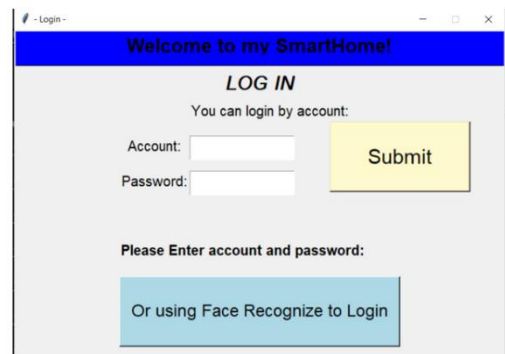 - Login -
Welcome to my SmartHome!
LOG IN
You can login by account:
Account:
Submit
Password:
Please Enter account and password:
Or using Face Recognize to Login